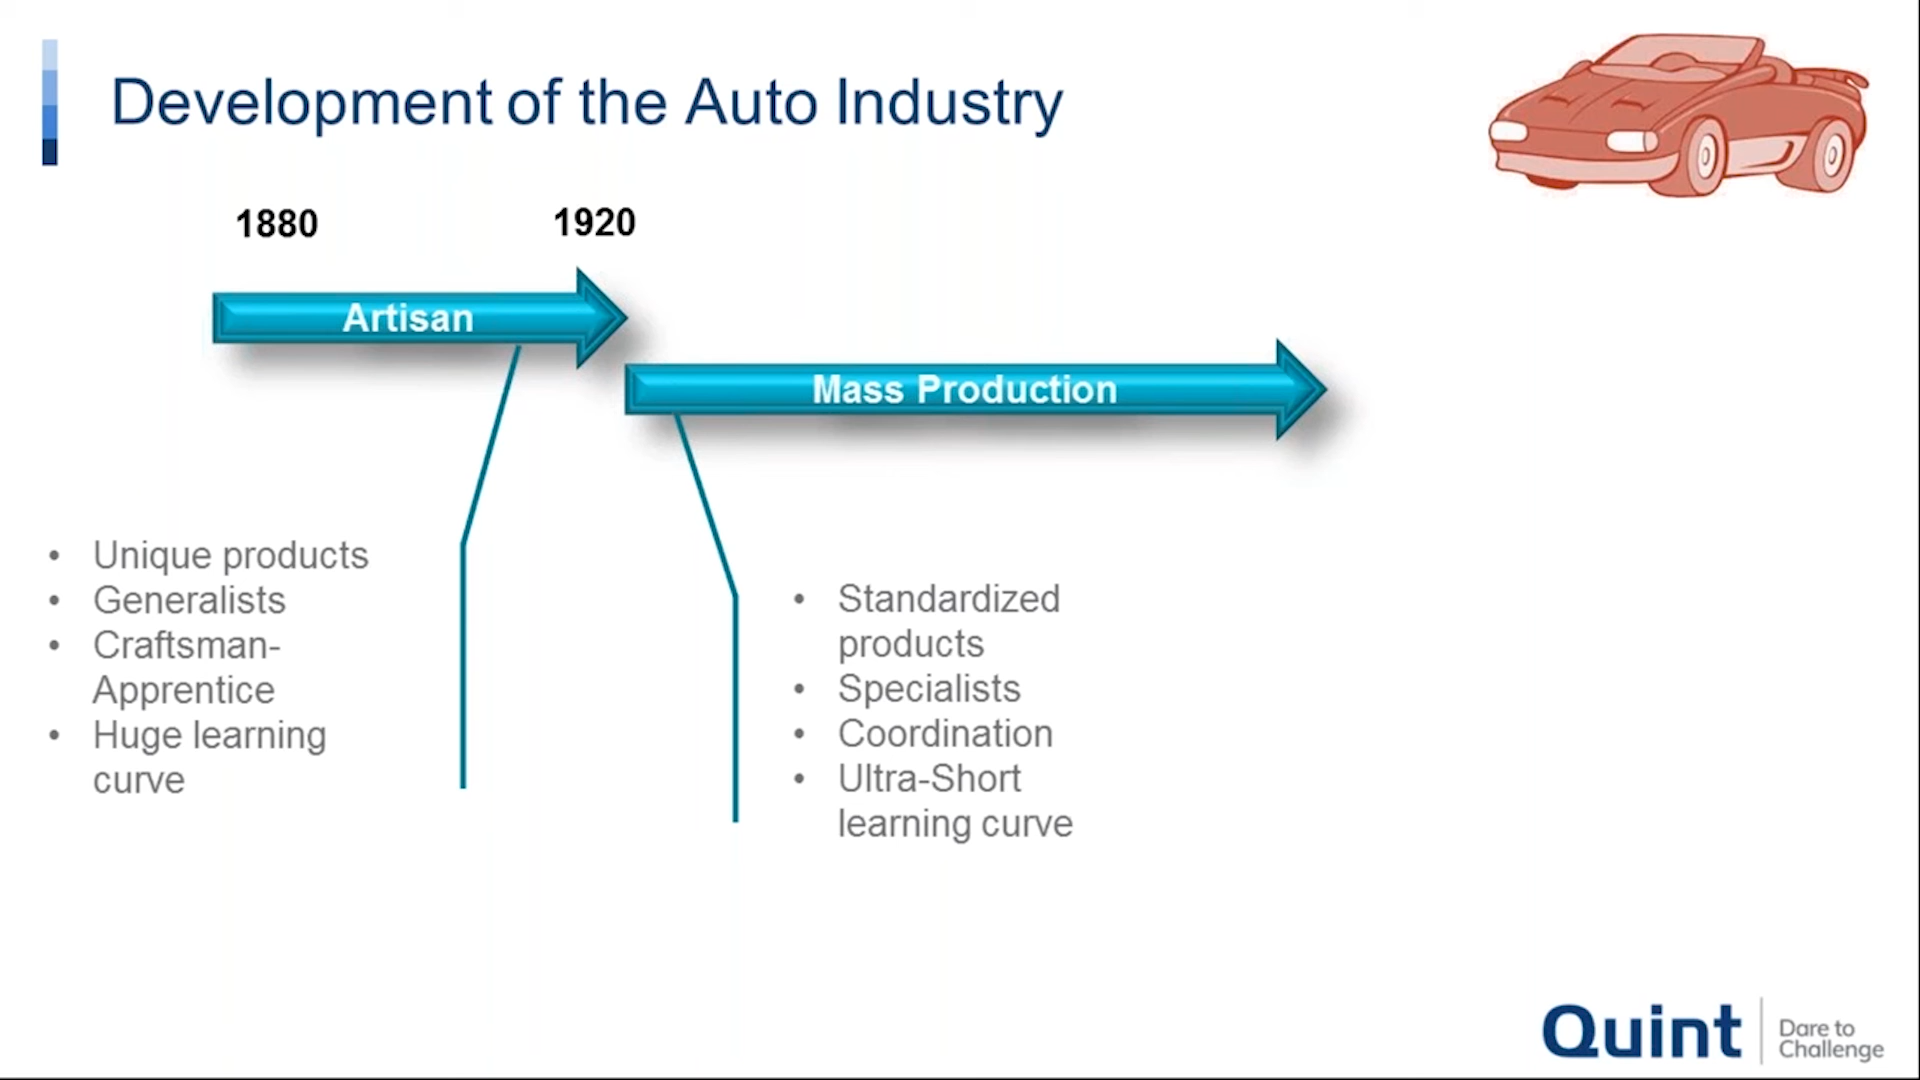 Development of the Auto Industry
1880
1920
Artisan
Mass Production
• Unique products
• Generalists
• Craftsman-
Apprentice
• Huge learning
curve
• Standardized
products
• Specialists
• Coordination
• Ultra-Short
learning curve
Quint
Dare to
Challenge